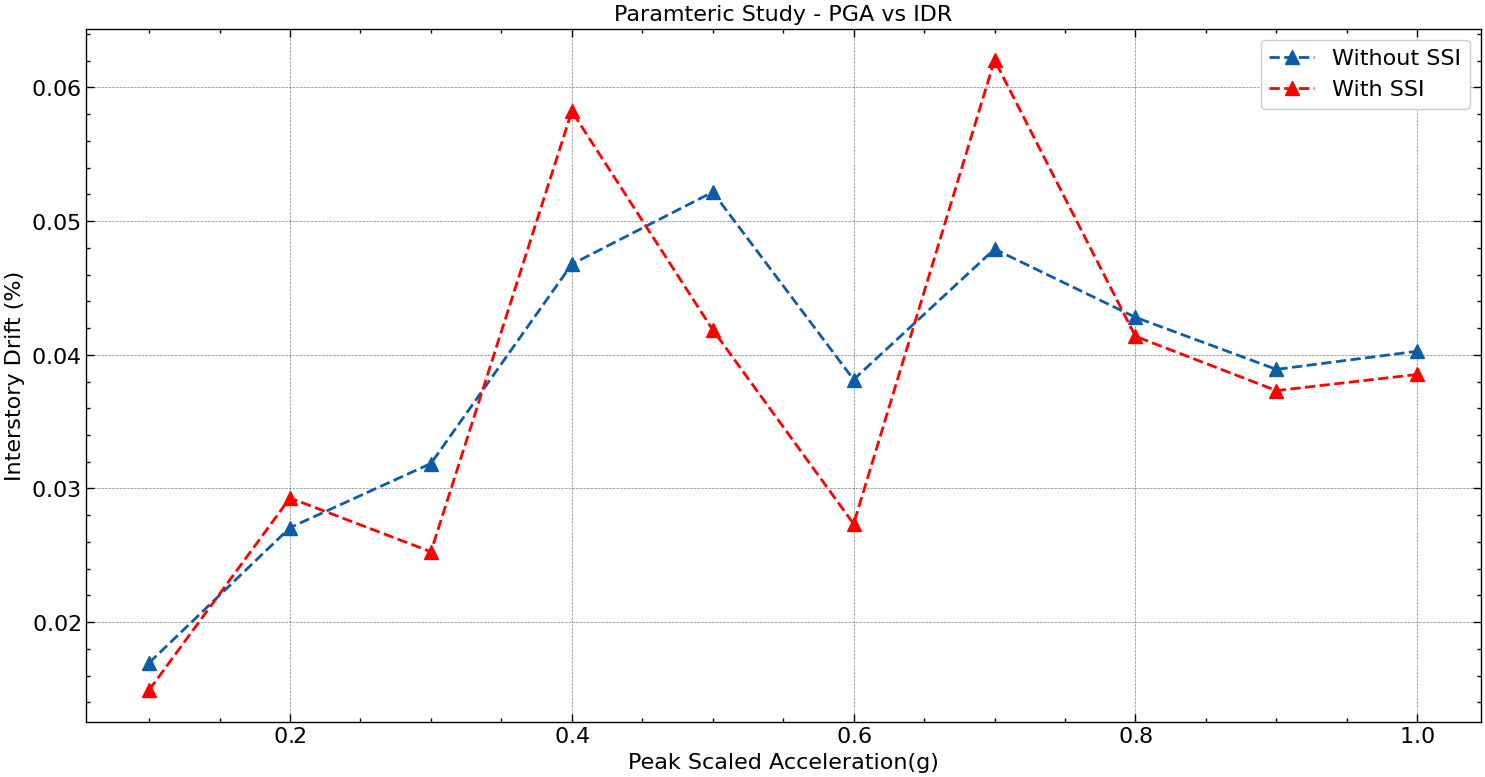 Paramteric Study - PGA vs IDR
Without SSI
With SSI
Interstory Drift (%)
0.06
0.05
0.04
0.03
0.02
0.2 0.4 0.6 0.8 1.0
Peak Scaled Acceleration(g)